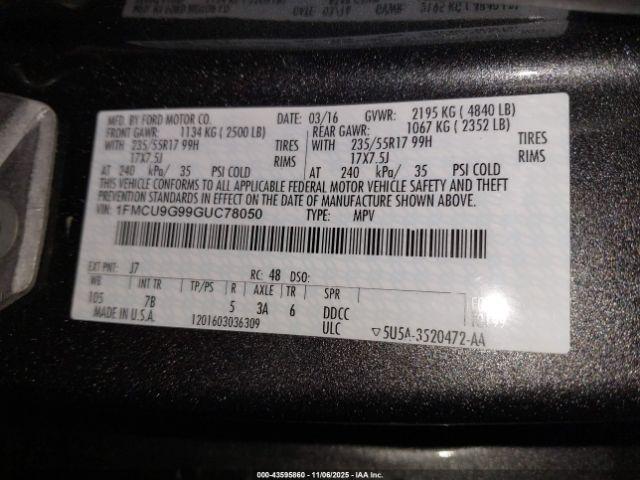 MFD. BY FORD MOTOR CO. DATE: 03/16 GVWR: 2195 KG ( 4840 LB)
FRONT GAWR: 1134 KG ( 2500 LB) REAR GAWR: 1067 KG ( 2352 LB)
WITH 235/55R17 99H TIRES WITH 235/55R17 99H TIRES
17X7.5J RIMS 17X7.5J RIMS
AT 240 kPa/ 35 PSI COLD AT 240 kPa/ 35 PSI COLD
THIS VEHICLE CONFORMS TO ALL APPLICABLE FEDERAL MOTOR VEHICLE SAFETY AND THEFT
PREVENTION STANDARDS IN EFFECT ON THE DATE OF MANUFACTURE SHOWN ABOVE.
VIN: 1FMCU9G99GUC78050 TYPE: MPV
EXT PNT: J7 RC: 48 DSO:
WB INT TR TP/PS R AXLE TR SPR
105 7B 5 3A 6 DDCC
MADE IN U.S.A. 1201603036309 ULC ▽5U5A-3520472-AA
000-43595860 - 11/06/2025 - IAA Inc.